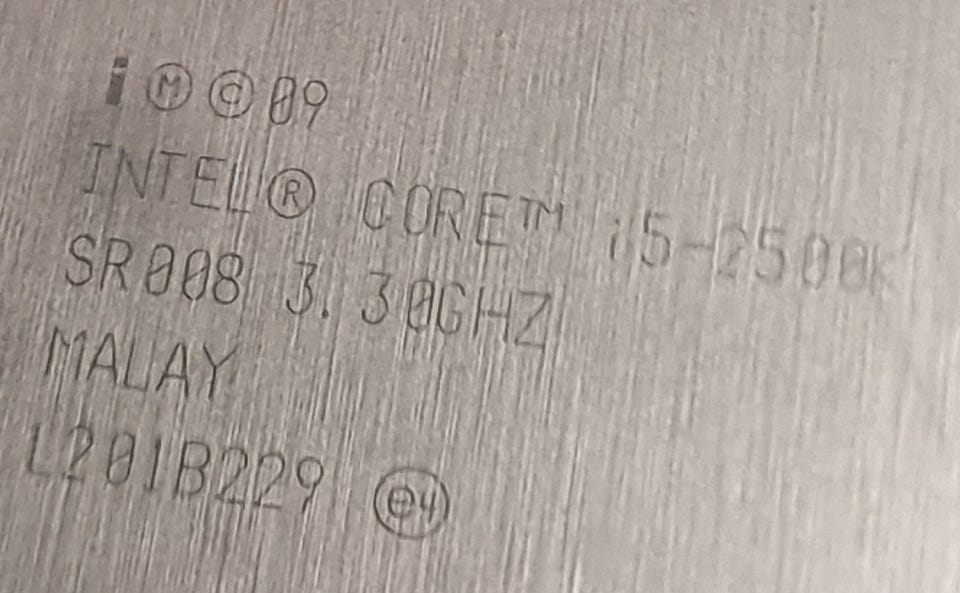 i Ⓜ © 09
INTEL® CORE™ i5-2500K
SR008 3.30GHZ
MALAY
L201B229 ⓔ4